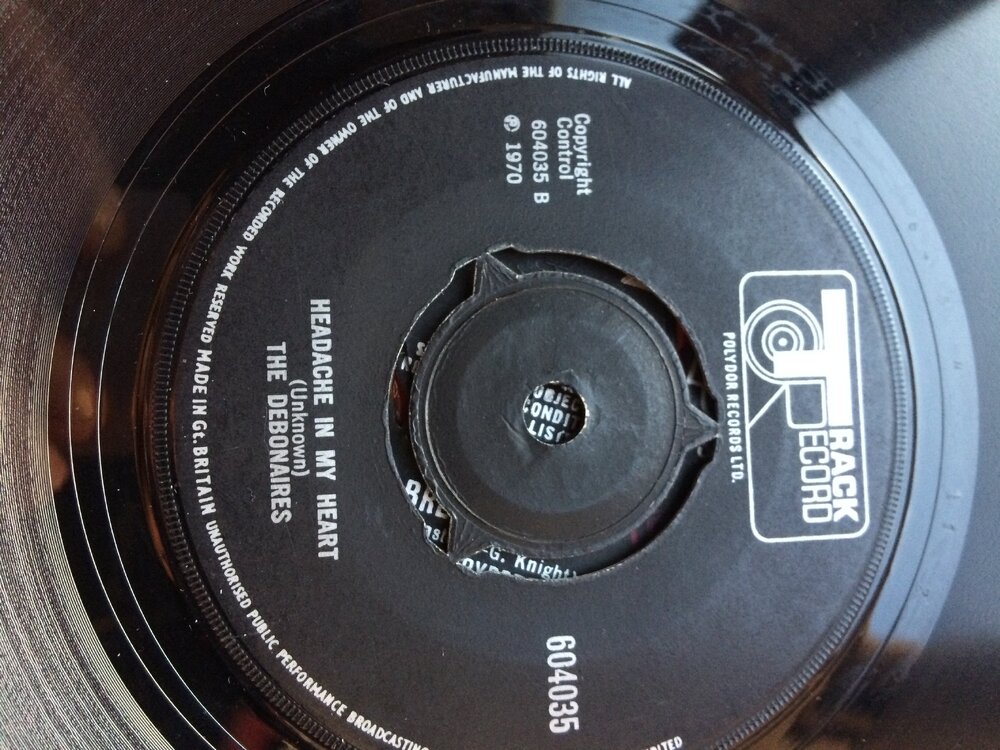 TRACK
RECORD
POLYDOR RECORDS LTD.
Copyright
Control
604035 B
℗ 1970
604035
HEADACHE IN MY HEART
(Unknown)
THE DEBONAIRES
ALL RIGHTS OF THE MANUFACTURER AND OF THE OWNER OF THE RECORDED WORK RESERVED MADE IN Gt. BRITAIN UNAUTHORISED PUBLIC PERFORMANCE BROADCASTING
G. Knight